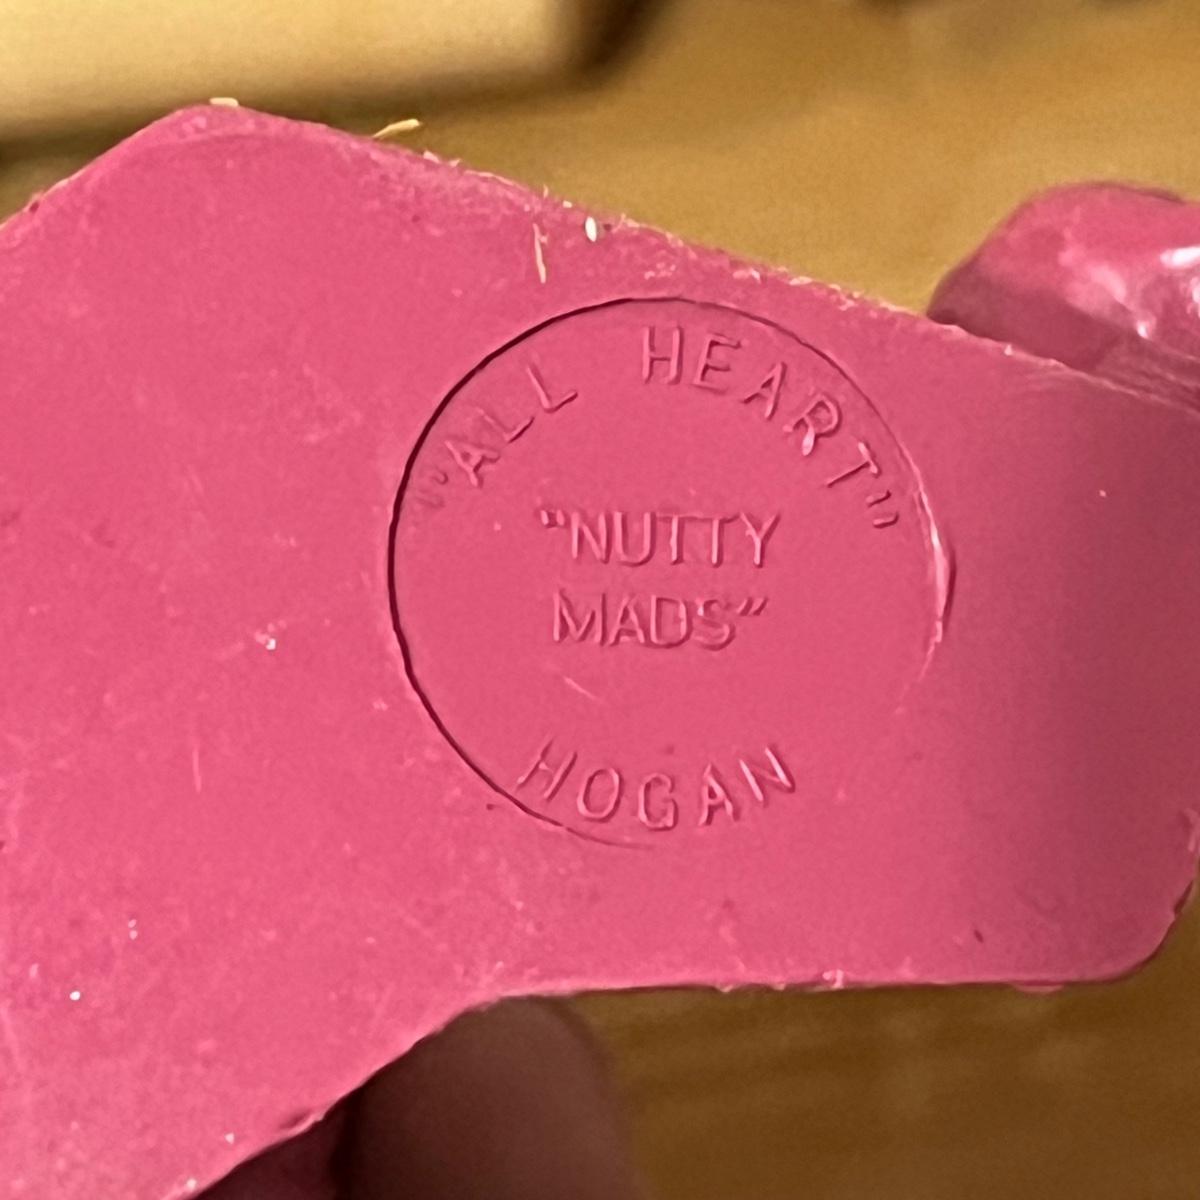 "ALL HEART"
"NUTTY
MADS"
HOGAN